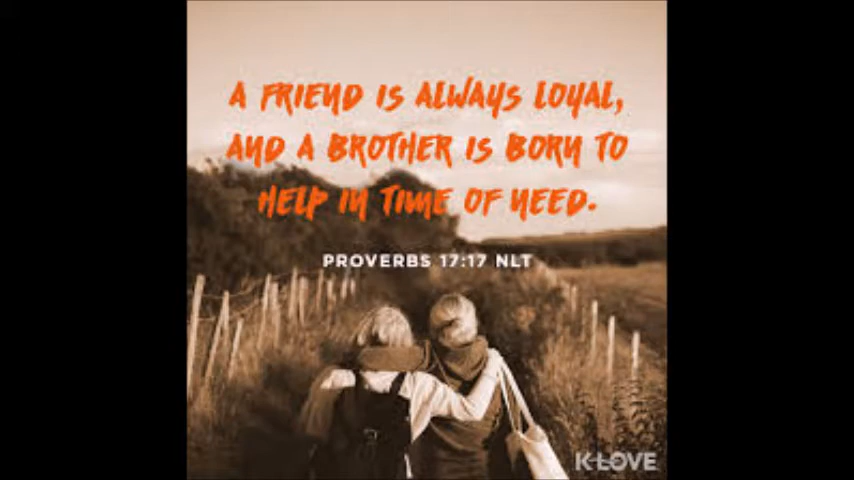 A FRIEND IS ALWAYS LOYAL,
AND A BROTHER IS BORN TO
HELP IN TIME OF NEED.
PROVERBS 17:17 NLT
K-LOVE